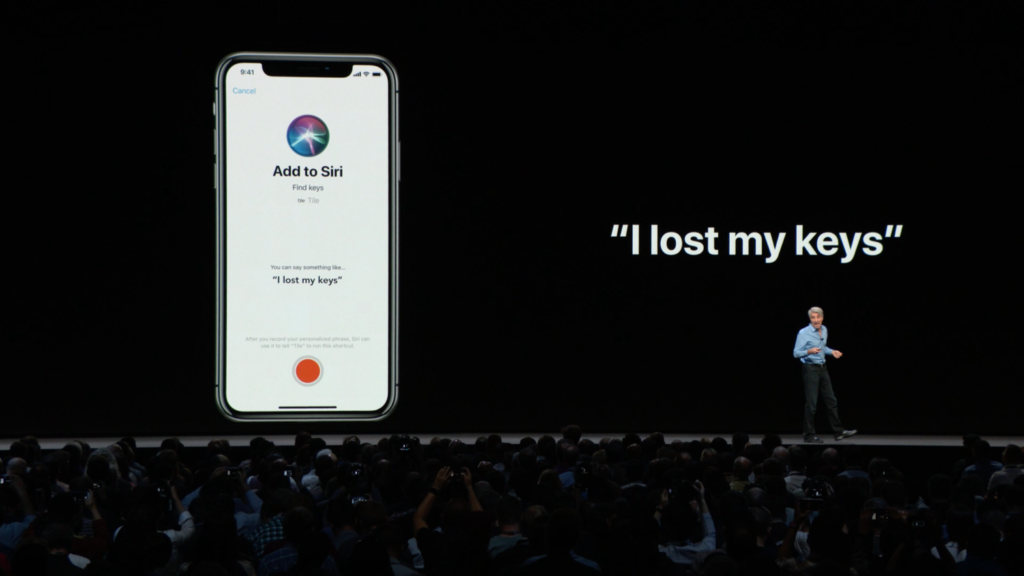 9:41
Cancel
Add to Siri
Find keys
tile Tile
You can say something like...
“I lost my keys”
After you record your personalized phrase, Siri can
use it to tell “Tile” to run this shortcut.
“I lost my keys”